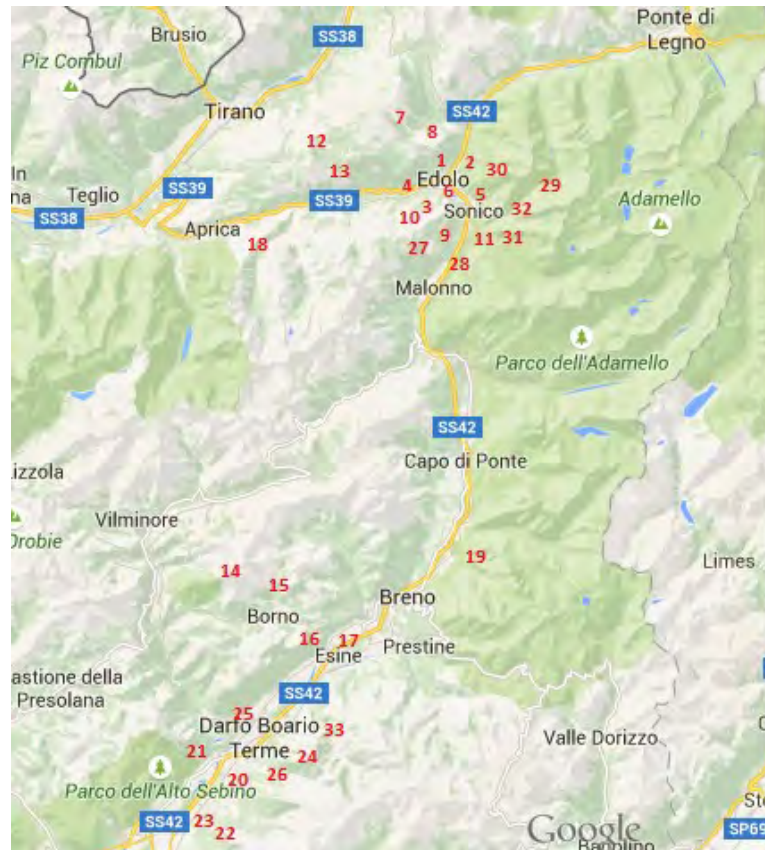 Ponte di
Legno
Brusio
SS38
Piz Combul
Tirano
7
8
SS42
12
13
1
2
30
Edolo
29
4
6
5
In
na
Teglio
SS39
SS39
3
Sonico
32
Adamello
SS38
10
Aprica
18
27
9
11
31
28
Malonno
Parco dell'Adamello
SS42
Capo di Ponte
izzola
Vilminore
Orobie
19
Limes
14
15
Breno
Borno
16
17
Esine
Prestine
astione della
Presolana
SS42
25
Darfo Boario
Terme
33
Valle Dorizzo
21
24
26
20
Parco dell'Alto Sebino
SS42
23
22
Google
Bagolino
Sto
SP69